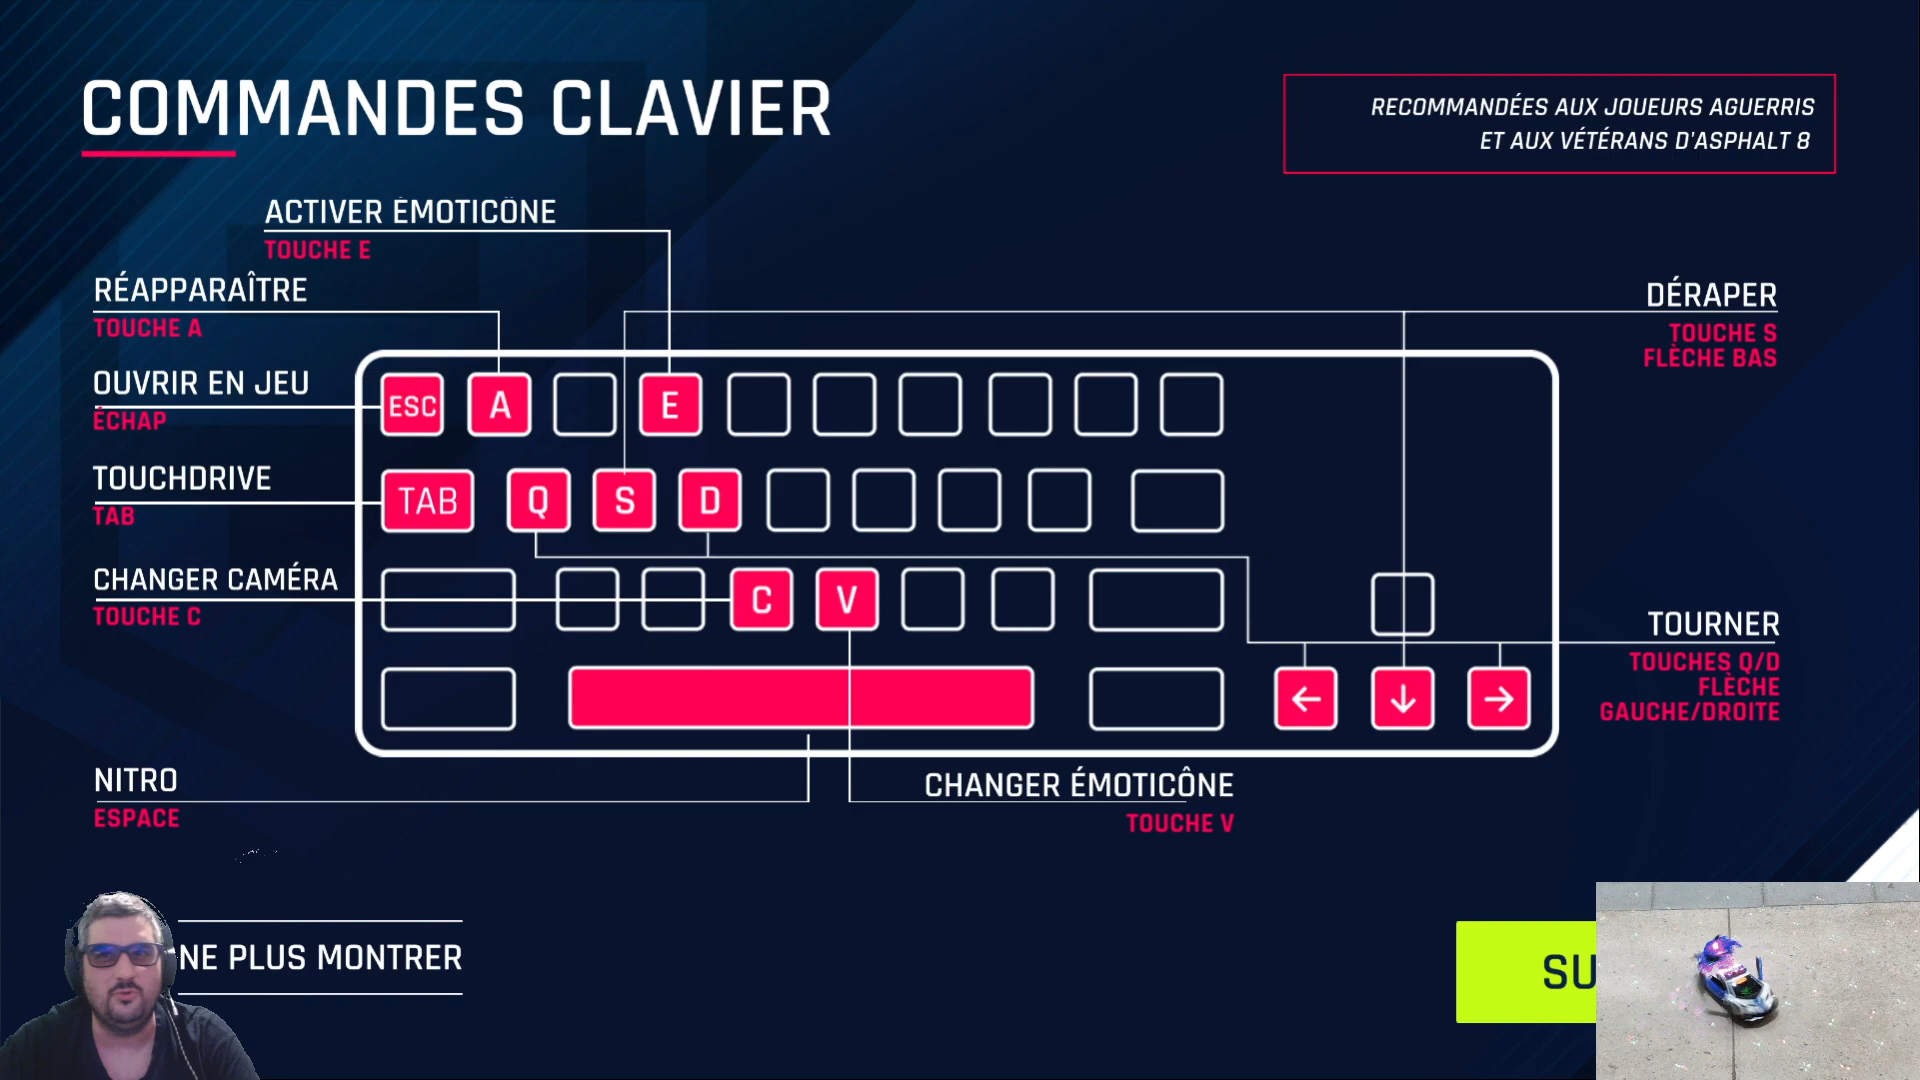 COMMANDES CLAVIER
RECOMMANDÉES AUX JOUEURS AGUERRIS
ET AUX VÉTÉRANS D'ASPHALT 8
ACTIVER ÉMOTICÔNE
TOUCHE E
RÉAPPARAÎTRE
TOUCHE A
DÉRAPER
TOUCHE S
FLÈCHE BAS
OUVRIR EN JEU
ÉCHAP
ESC
A
E
TOUCHDRIVE
TAB
TAB
Q
S
D
CHANGER CAMÉRA
TOUCHE C
C
V
TOURNER
TOUCHES Q/D
FLÈCHE
GAUCHE/DROITE
NITRO
ESPACE
CHANGER ÉMOTICÔNE
TOUCHE V
NE PLUS MONTRER
SU